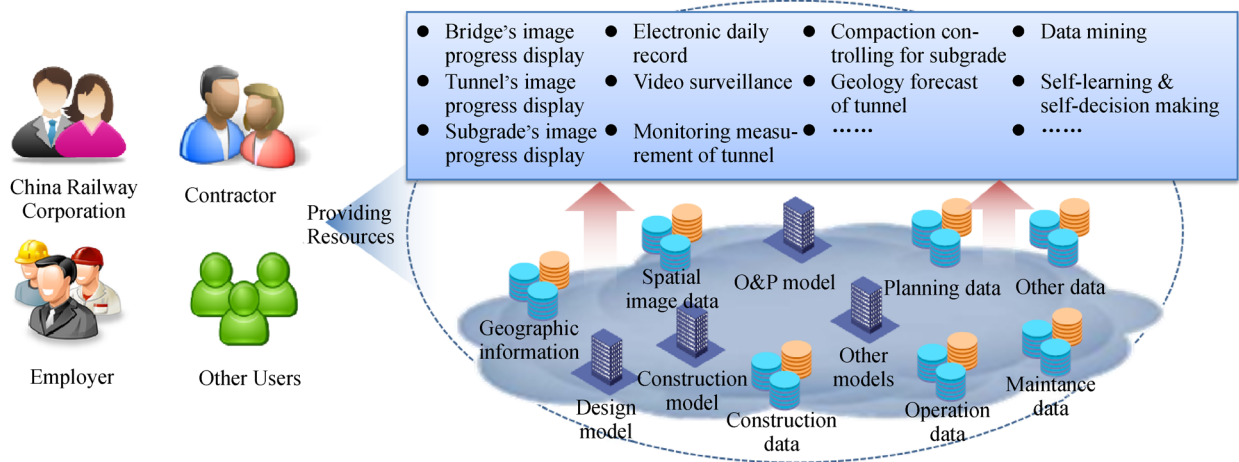 China Railway
Corporation
Contractor
Employer
Other Users
Providing
Resources
● Bridge's image
progress display
● Tunnel's image
progress display
● Subgrade's image
progress display
● Electronic daily
record
● Video surveillance
● Monitoring measu-
rement of tunnel
● Compaction con-
trolling for subgrade
● Geology forecast
of tunnel
● ……
● Data mining
● Self-learning &
self-decision making
● ……
Spatial
image data
O&P model
Planning data
Other data
Geographic
information
Design
model
Construction
model
Construction
data
Other
models
Operation
data
Maintance
data